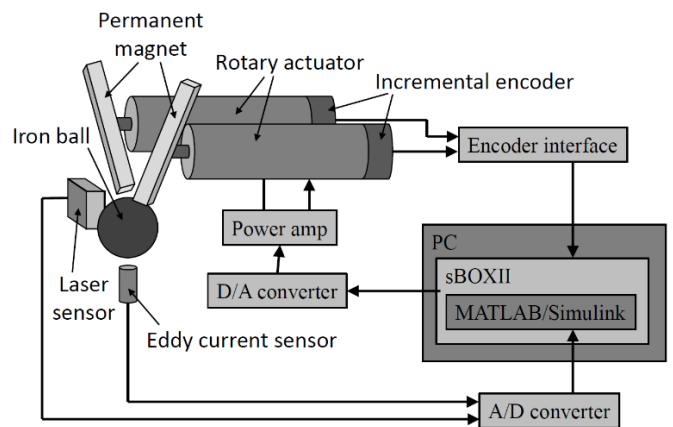 Permanent
magnet
Rotary actuator
Incremental encoder
Iron ball
Encoder interface
Power amp
PC
sBOXII
MATLAB/Simulink
D/A converter
Laser
sensor
Eddy current sensor
A/D converter